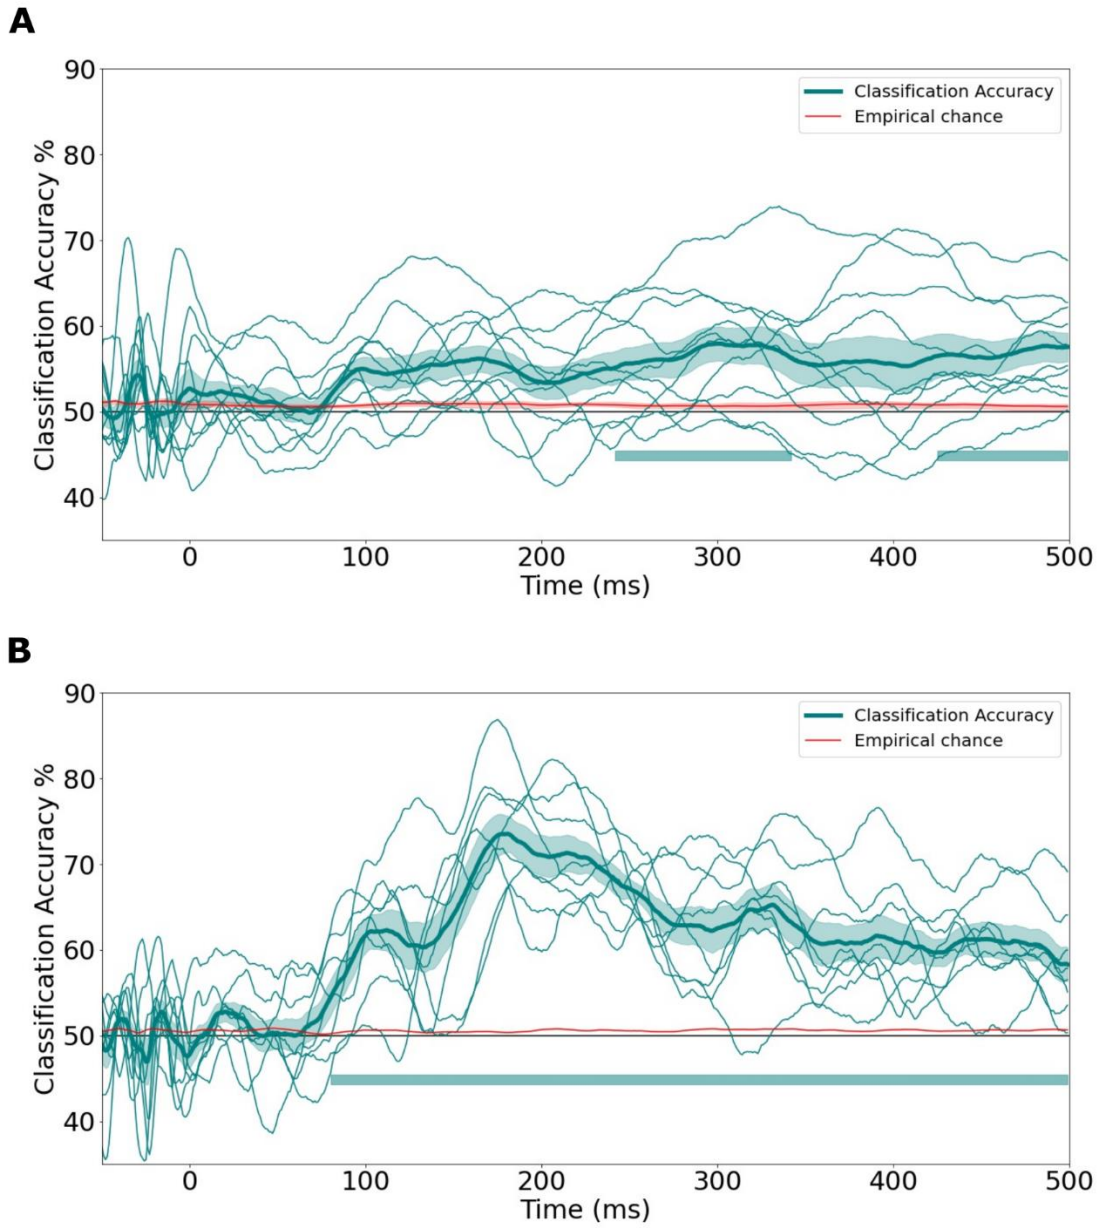 A
90
80
70
60
50
40
Classification Accuracy %
Classification Accuracy
Empirical chance
0 100 200 300 400 500
Time (ms)
B
90
80
70
60
50
40
Classification Accuracy %
Classification Accuracy
Empirical chance
0 100 200 300 400 500
Time (ms)